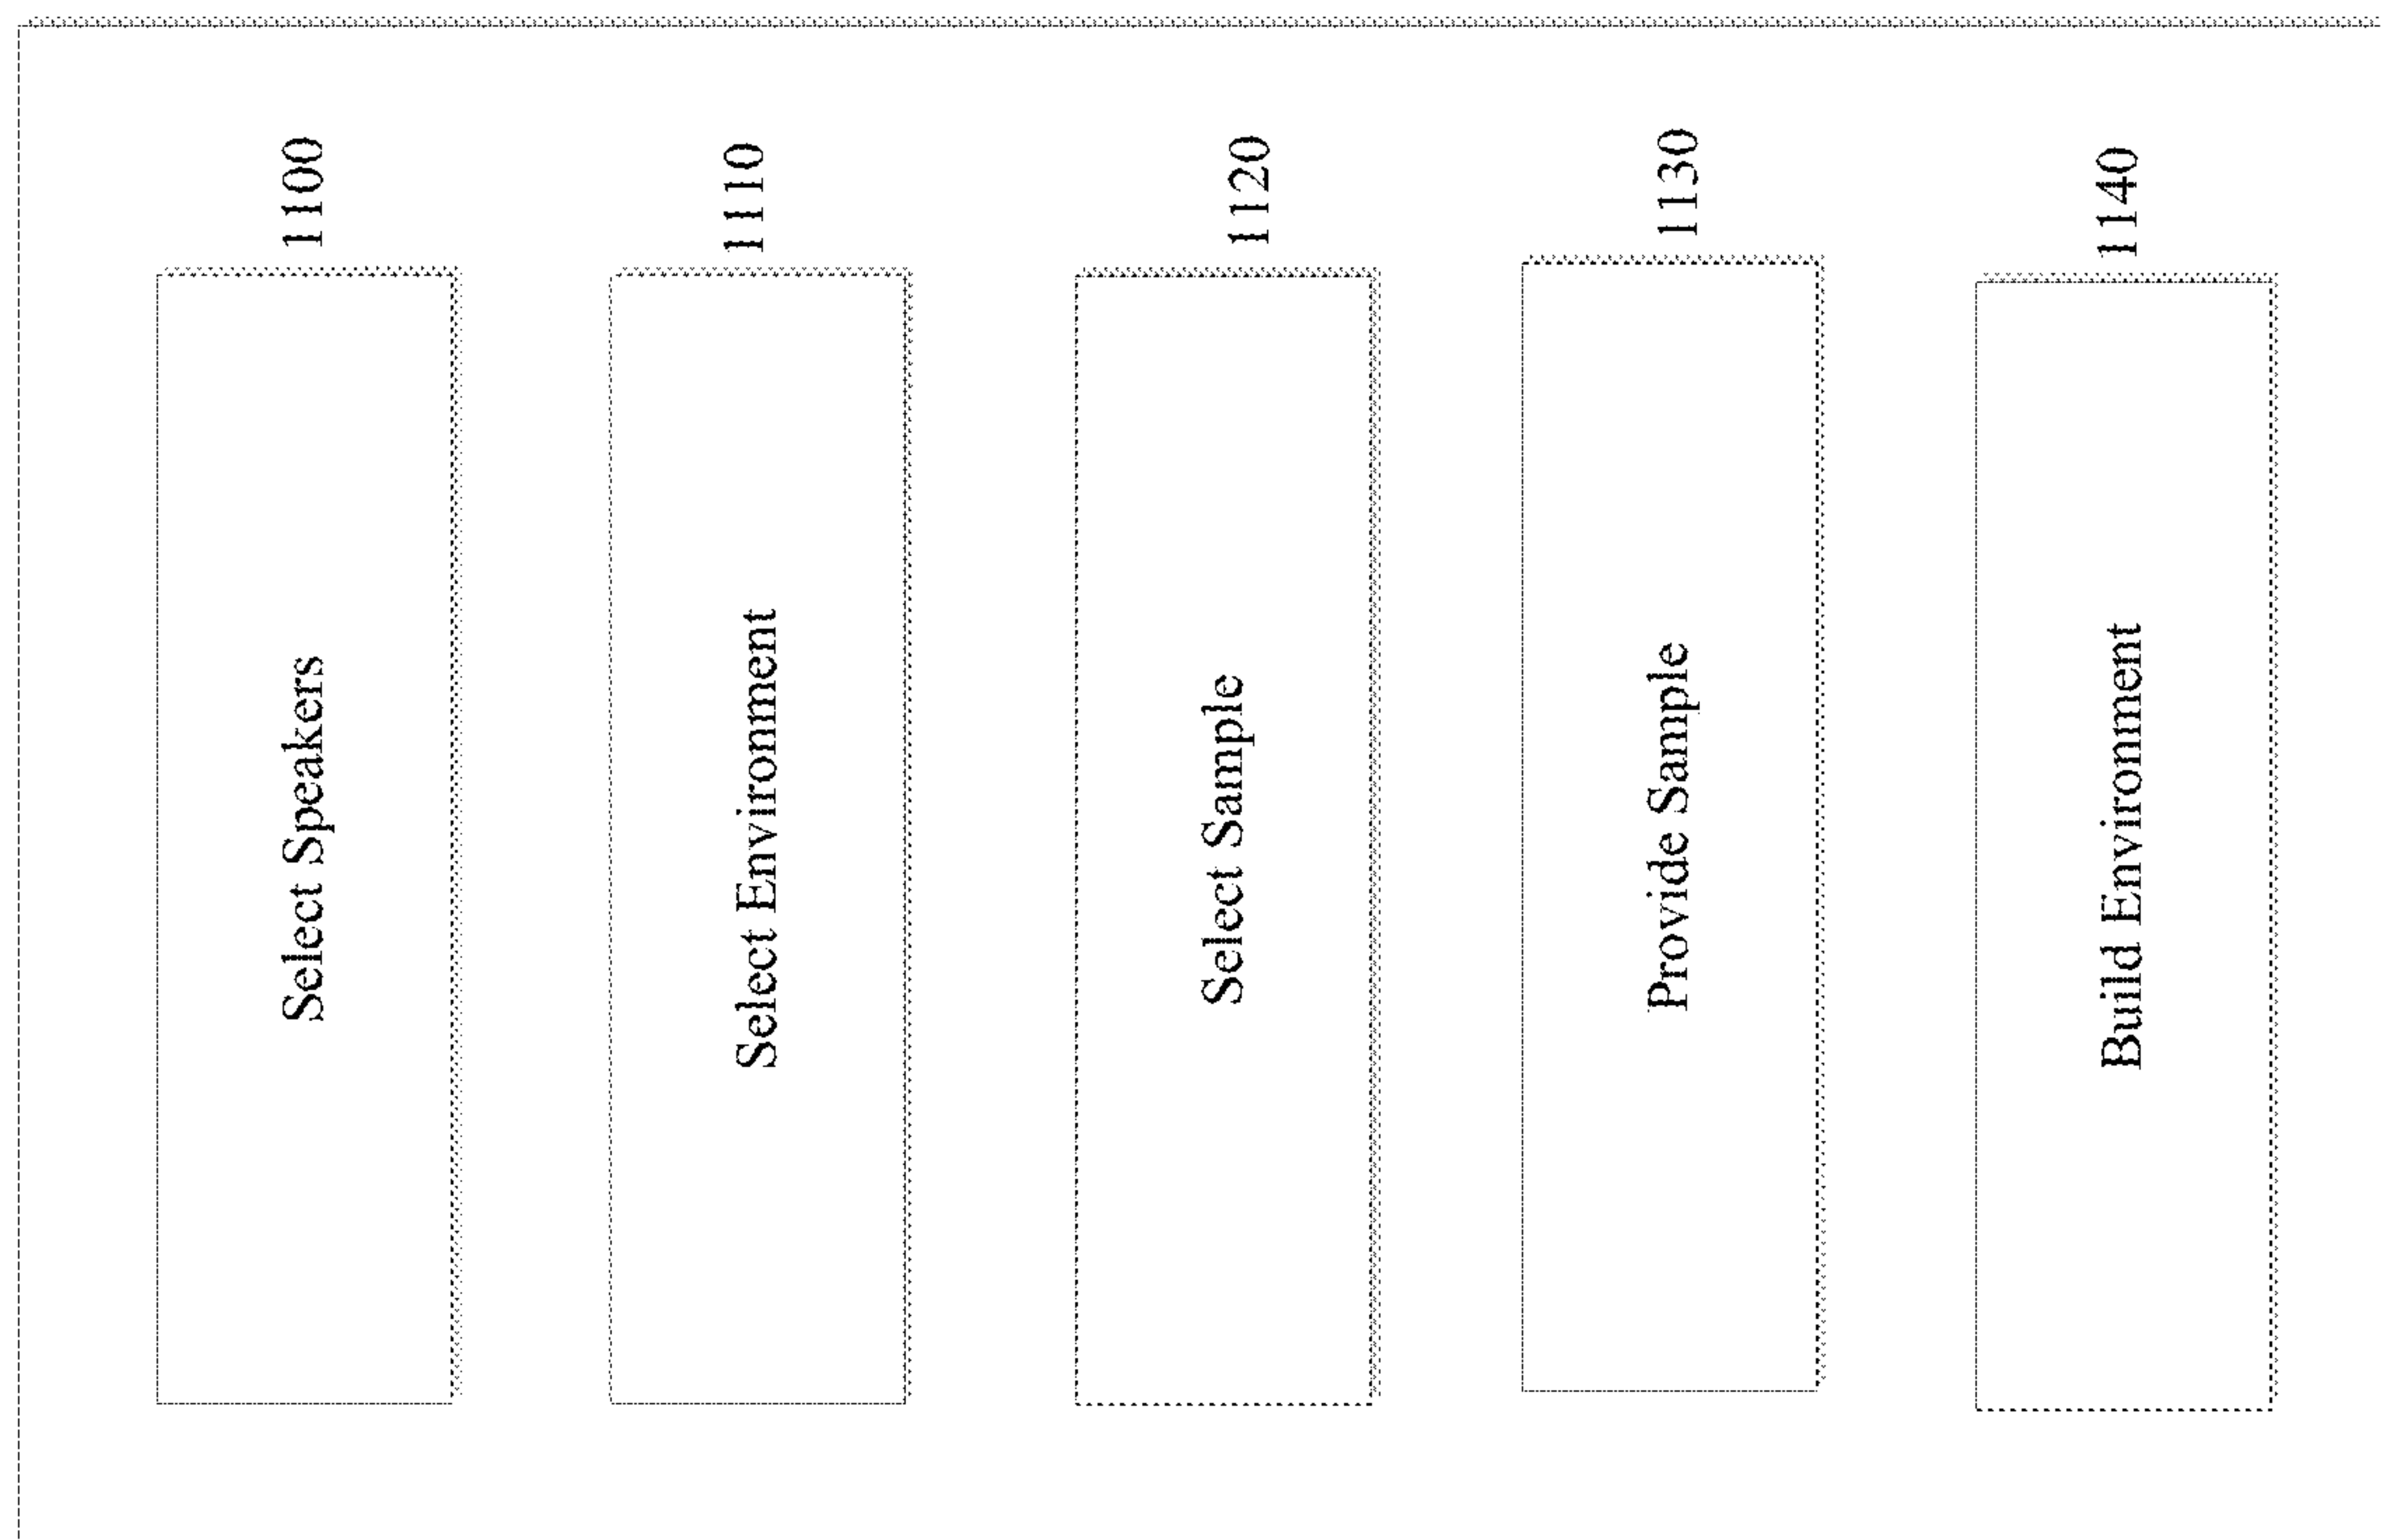 Select Speakers 1100
Select Environment 1110
Select Sample 1120
Provide Sample 1130
Build Environment 1140